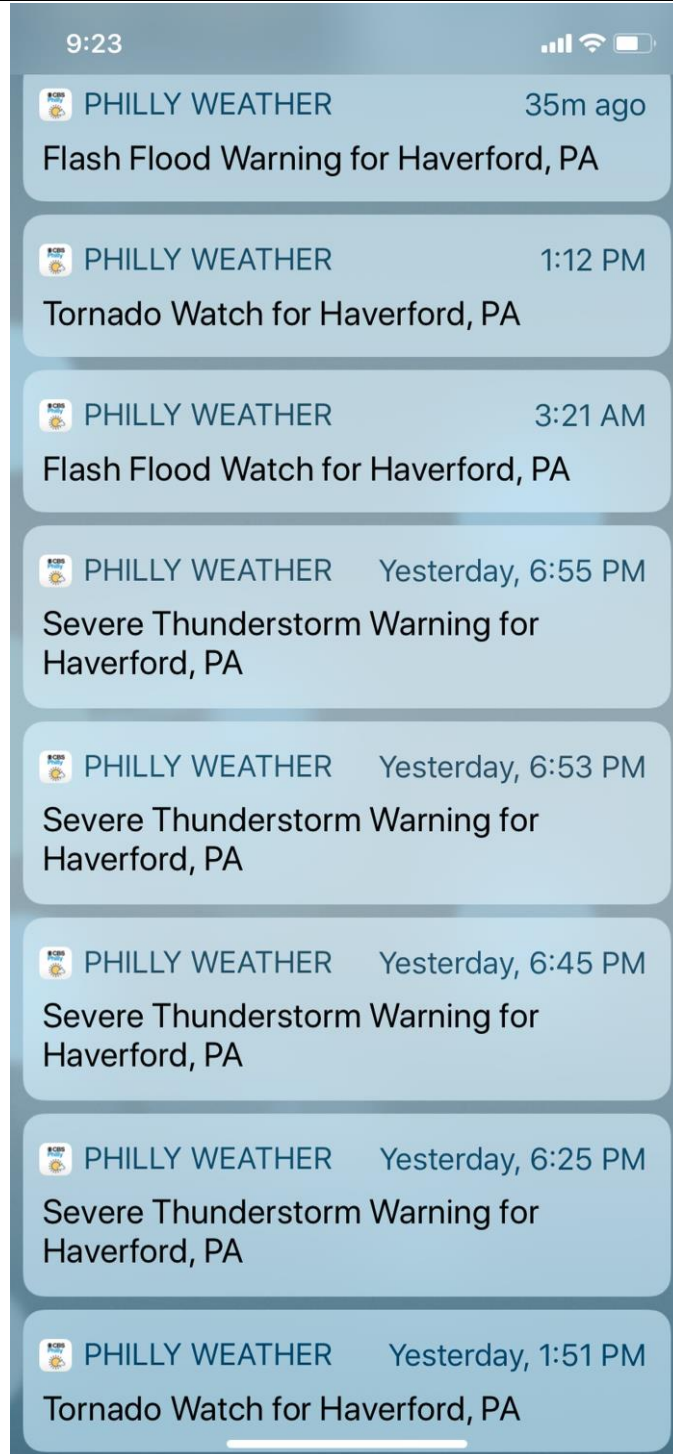 9:23
PHILLY WEATHER 35m ago
Flash Flood Warning for Haverford, PA
PHILLY WEATHER 1:12 PM
Tornado Watch for Haverford, PA
PHILLY WEATHER 3:21 AM
Flash Flood Watch for Haverford, PA
PHILLY WEATHER Yesterday, 6:55 PM
Severe Thunderstorm Warning for
Haverford, PA
PHILLY WEATHER Yesterday, 6:53 PM
Severe Thunderstorm Warning for
Haverford, PA
PHILLY WEATHER Yesterday, 6:45 PM
Severe Thunderstorm Warning for
Haverford, PA
PHILLY WEATHER Yesterday, 6:25 PM
Severe Thunderstorm Warning for
Haverford, PA
PHILLY WEATHER Yesterday, 1:51 PM
Tornado Watch for Haverford, PA